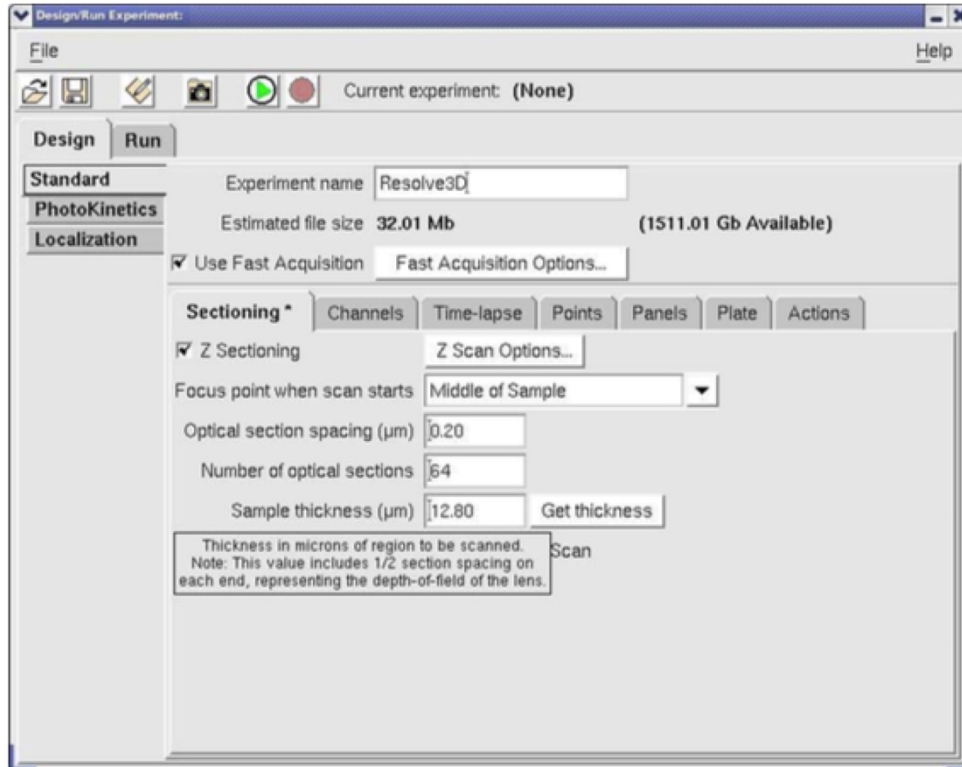 Design/Run Experiment:
File Help
Current experiment: (None)
Design Run
Standard
PhotoKinetics
Localization
Experiment name Resolve3D
Estimated file size 32.01 Mb (1511.01 Gb Available)
Use Fast Acquisition Fast Acquisition Options...
Sectioning * Channels Time-lapse Points Panels Plate Actions
Z Sectioning Z Scan Options...
Focus point when scan starts Middle of Sample
Optical section spacing (µm) 0.20
Number of optical sections 64
Sample thickness (µm) 12.80 Get thickness
Thickness in microns of region to be scanned.
Note: This value includes 1/2 section spacing on
each end, representing the depth-of-field of the lens.
Scan